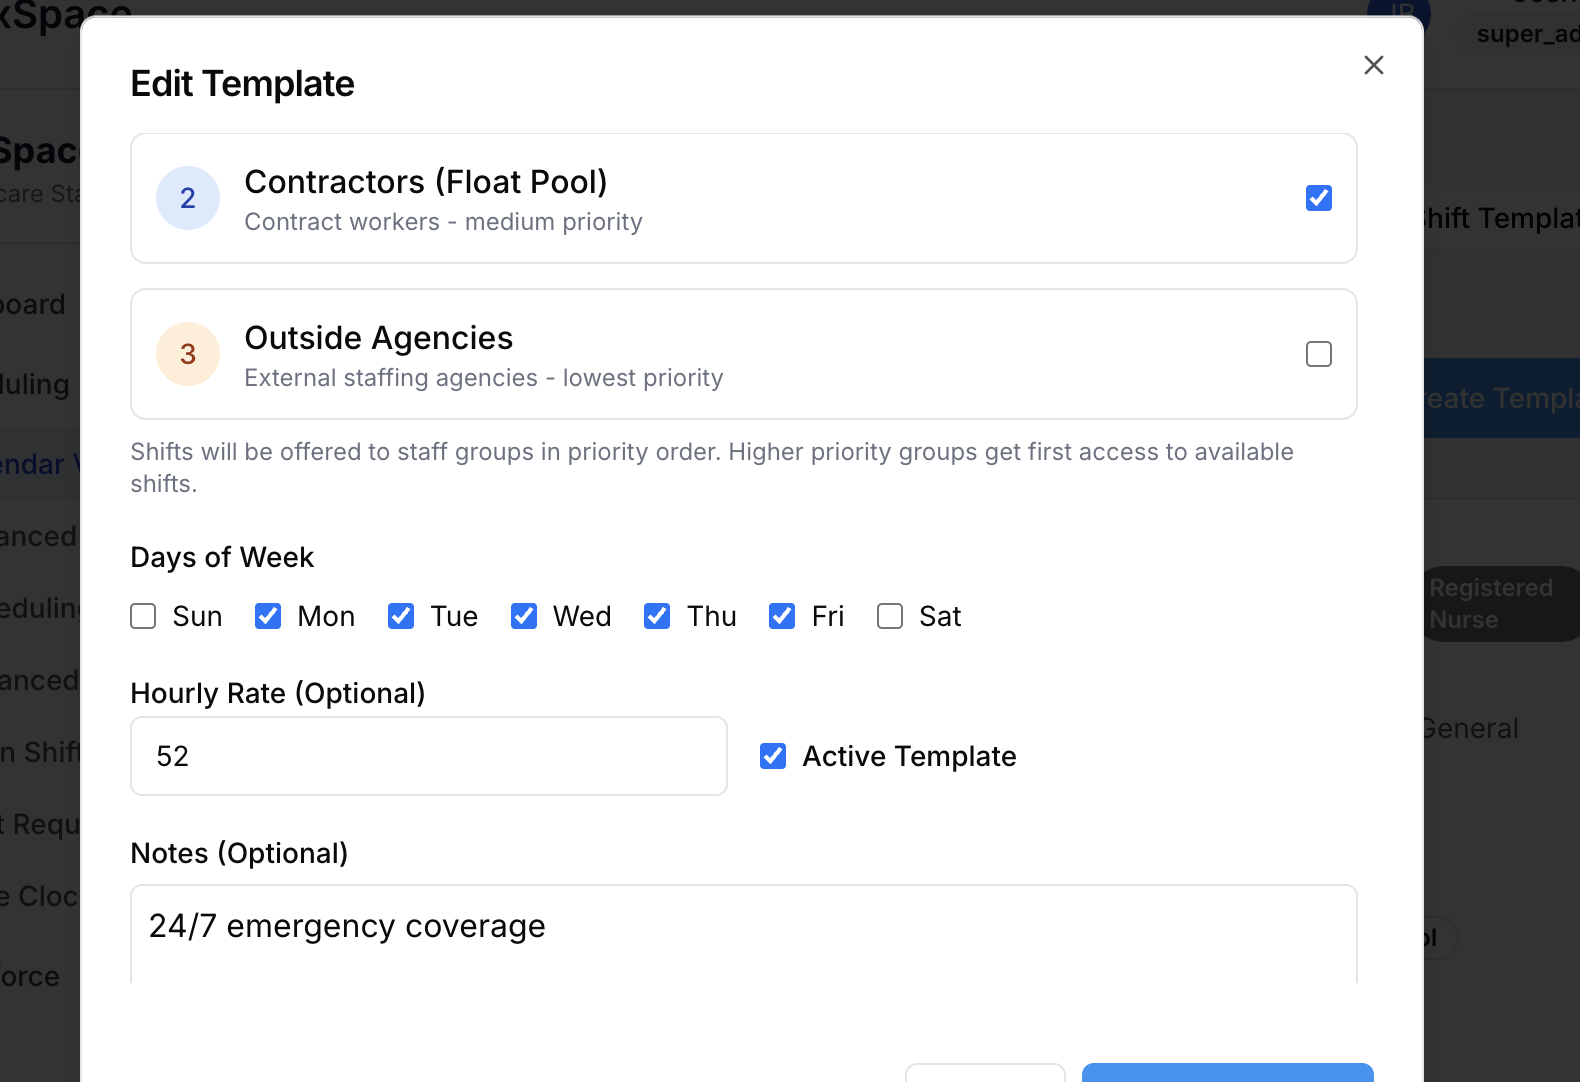 Edit Template
2
Contractors (Float Pool)
Contract workers - medium priority
3
Outside Agencies
External staffing agencies - lowest priority
Shifts will be offered to staff groups in priority order. Higher priority groups get first access to available
shifts.
Days of Week
Sun Mon Tue Wed Thu Fri Sat
Hourly Rate (Optional)
52
Active Template
Notes (Optional)
24/7 emergency coverage
Registered
Nurse
General